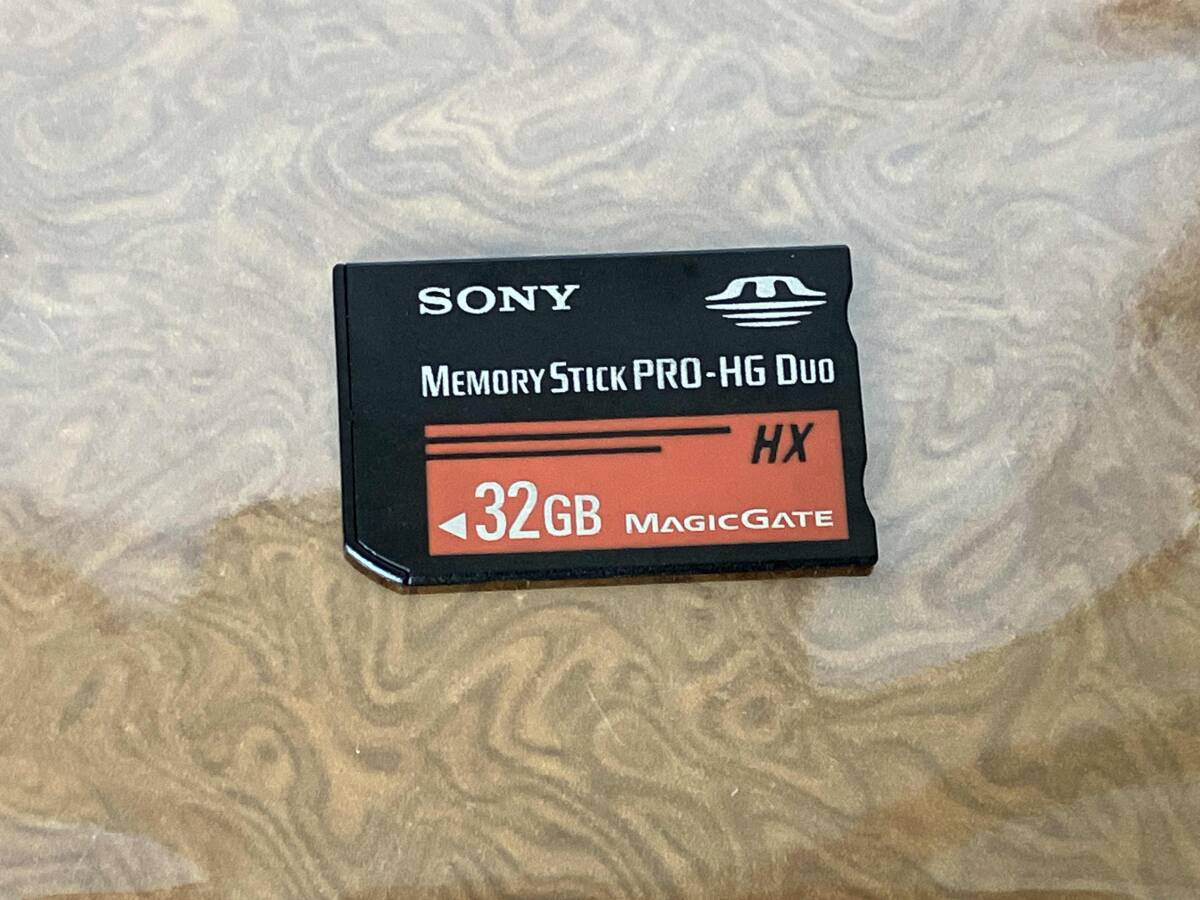 SONY
MEMORY STICK PRO-HG DUO
HX
32GB MAGICGATE